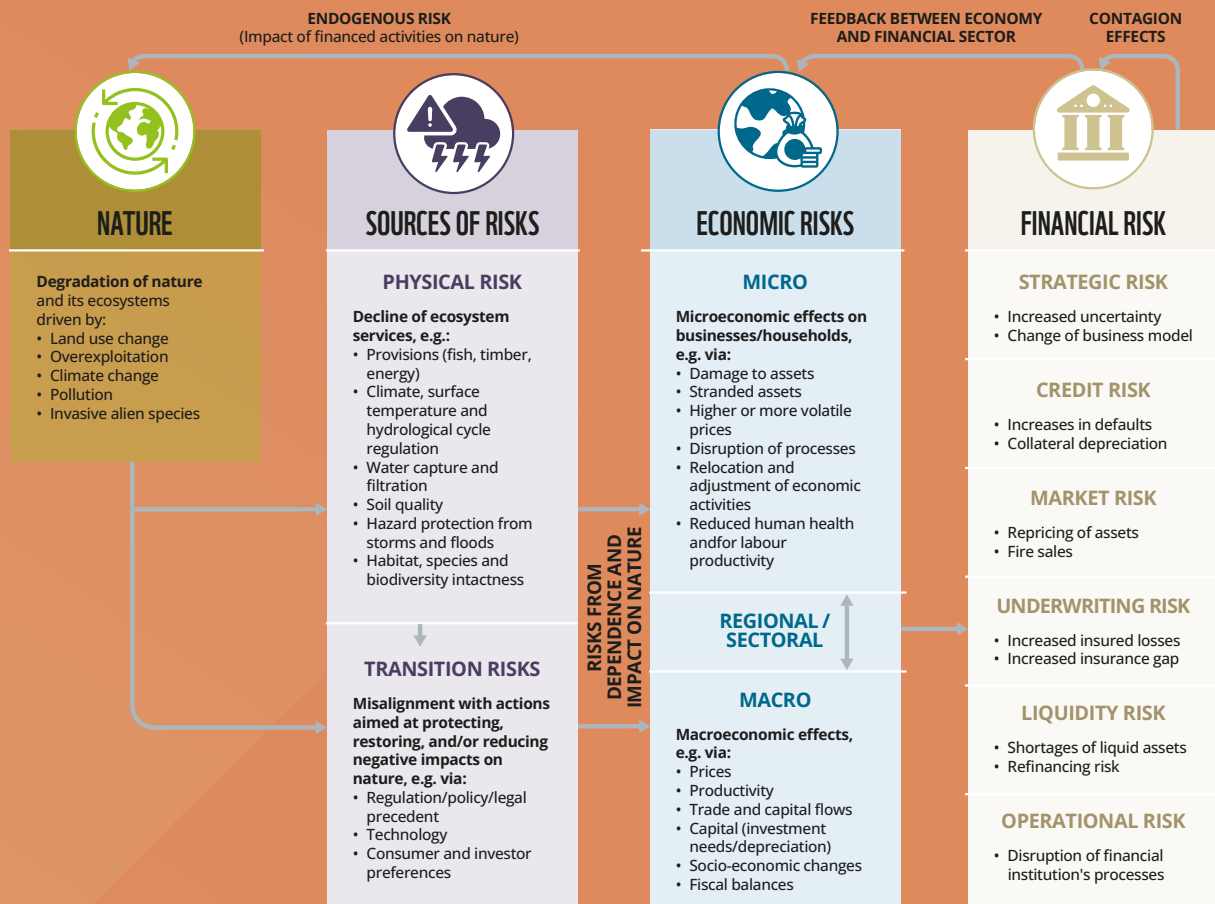 ENDOGENOUS RISK
(Impact of financed activities on nature)
FEEDBACK BETWEEN ECONOMY
AND FINANCIAL SECTOR
CONTAGION
EFFECTS
NATURE
Degradation of nature
and its ecosystems
driven by:
• Land use change
• Overexploitation
• Climate change
• Pollution
• Invasive alien species
SOURCES OF RISKS
PHYSICAL RISK
Decline of ecosystem
services, e.g.:
• Provisions (fish, timber,
energy)
• Climate, surface
temperature and
hydrological cycle
regulation
• Water capture and
filtration
• Soil quality
• Hazard protection from
storms and floods
• Habitat, species and
biodiversity intactness
TRANSITION RISKS
Misalignment with actions
aimed at protecting,
restoring, and/or reducing
negative impacts on
nature, e.g. via:
• Regulation/policy/legal
precedent
• Technology
• Consumer and investor
preferences
RISKS FROM
DEPENDENCE AND
IMPACT ON NATURE
ECONOMIC RISKS
MICRO
Microeconomic effects on
businesses/households,
e.g. via:
• Damage to assets
• Stranded assets
• Higher or more volatile
prices
• Disruption of processes
• Relocation and
adjustment of economic
activities
• Reduced human health
andfor labour
productivity
REGIONAL /
SECTORAL
MACRO
Macroeconomic effects,
e.g. via:
• Prices
• Productivity
• Trade and capital flows
• Capital (investment
needs/depreciation)
• Socio-economic changes
• Fiscal balances
FINANCIAL RISK
STRATEGIC RISK
• Increased uncertainty
• Change of business model
CREDIT RISK
• Increases in defaults
• Collateral depreciation
MARKET RISK
• Repricing of assets
• Fire sales
UNDERWRITING RISK
• Increased insured losses
• Increased insurance gap
LIQUIDITY RISK
• Shortages of liquid assets
• Refinancing risk
OPERATIONAL RISK
• Disruption of financial
institution's processes